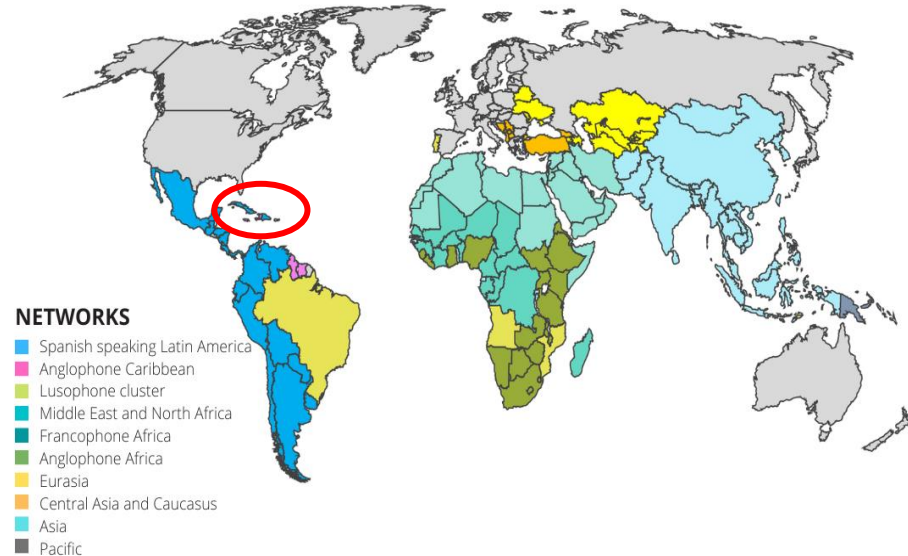 NETWORKS
Spanish speaking Latin America
Anglophone Caribbean
Lusophone cluster
Middle East and North Africa
Francophone Africa
Anglophone Africa
Eurasia
Central Asia and Caucasus
Asia
Pacific